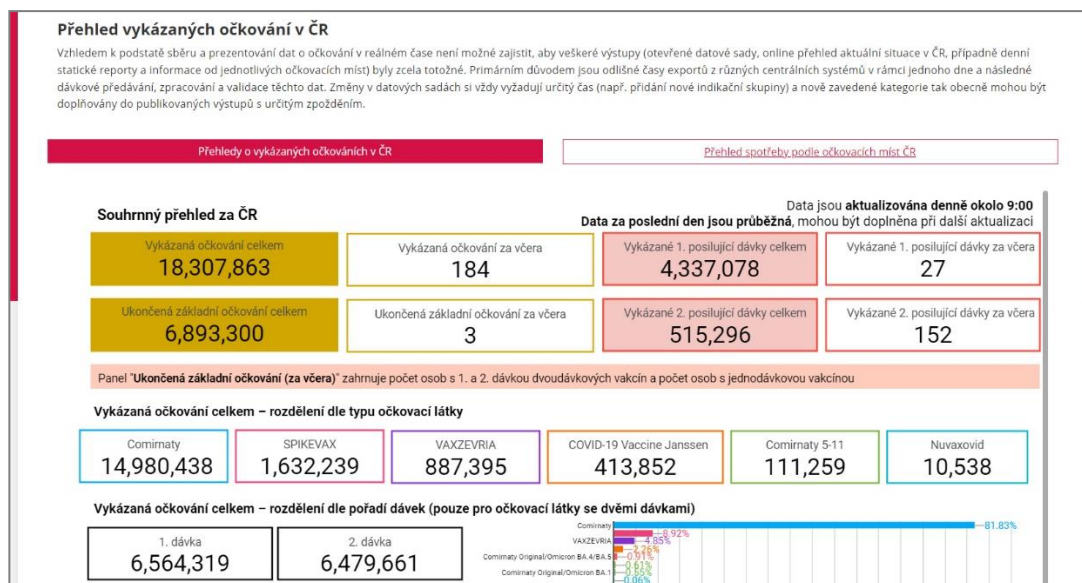 Přehled vykázaných očkování v ČR
Vzhledem k podstatě sběru a prezentování dat o očkování v reálném čase není možné zajistit, aby veškeré výstupy (otevřené datové sady, online přehled aktuální situace v ČR, případně denní
statické reporty a informace od jednotlivých očkovacích míst) byly zcela totožné. Primárním důvodem jsou odlišné časy exportů z různých centrálních systémů v rámci jednoho dne a následné
dávkové předávání, zpracování a validace těchto dat. Změny v datových sadách si vždy vyžadují určitý čas (např. přidání nové indikační skupiny) a nově zavedené kategorie tak obecně mohou být
doplňovány do publikovaných výstupů s určitým zpožděním.
Přehledy o vykázaných očkováních v ČR
Přehled spotřeby podle očkovacích míst ČR
Souhrnný přehled za ČR
Data jsou aktualizována denně okolo 9:00
Data za poslední den jsou průběžná, mohou být doplněna při další aktualizaci
Vykázaná očkování celkem
18,307,863
Vykázaná očkování za včera
184
Vykázané 1. posilující dávky celkem
4,337,078
Vykázané 1. posilující dávky za včera
27
Ukončená základní očkování celkem
6,893,300
Ukončená základní očkování za včera
3
Vykázané 2. posilující dávky celkem
515,296
Vykázané 2. posilující dávky za včera
152
Panel "Ukončená základní očkování (za včera)" zahrnuje počet osob s 1. a 2. dávkou dvoudávkových vakcín a počet osob s jednodávkovou vakcínou
Vykázaná očkování celkem – rozdělení dle typu očkovací látky
Comirnaty
14,980,438
SPIKEVAX
1,632,239
VAXZEVRIA
887,395
COVID-19 Vaccine Janssen
413,852
Comirnaty 5-11
111,259
Nuvaxovid
10,538
Vykázaná očkování celkem – rozdělení dle pořadí dávek (pouze pro očkovací látky se dvěmi dávkami)
1. dávka
6,564,319
2. dávka
6,479,661
Comirnaty
81.83%
8.92%
VAXZEVRIA
4.85%
2.26%
Comirnaty Original/Omicron BA.4/BA.5
0.91%
0.61%
Comirnaty Original/Omicron BA.1
0.55%
0.06%